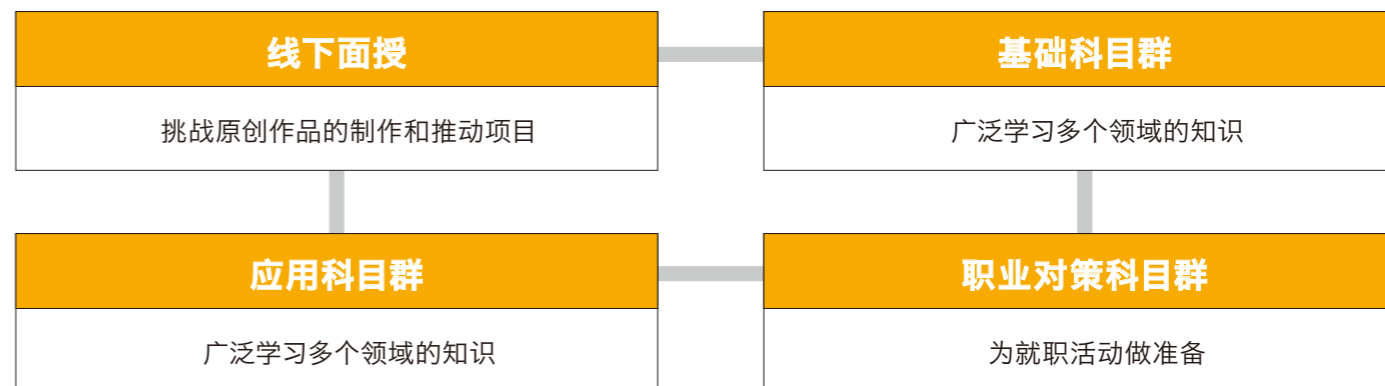 线下面授
挑战原创作品的制作和推动项目
基础科目群
广泛学习多个领域的知识
应用科目群
广泛学习多个领域的知识
职业对策科目群
为就职活动做准备